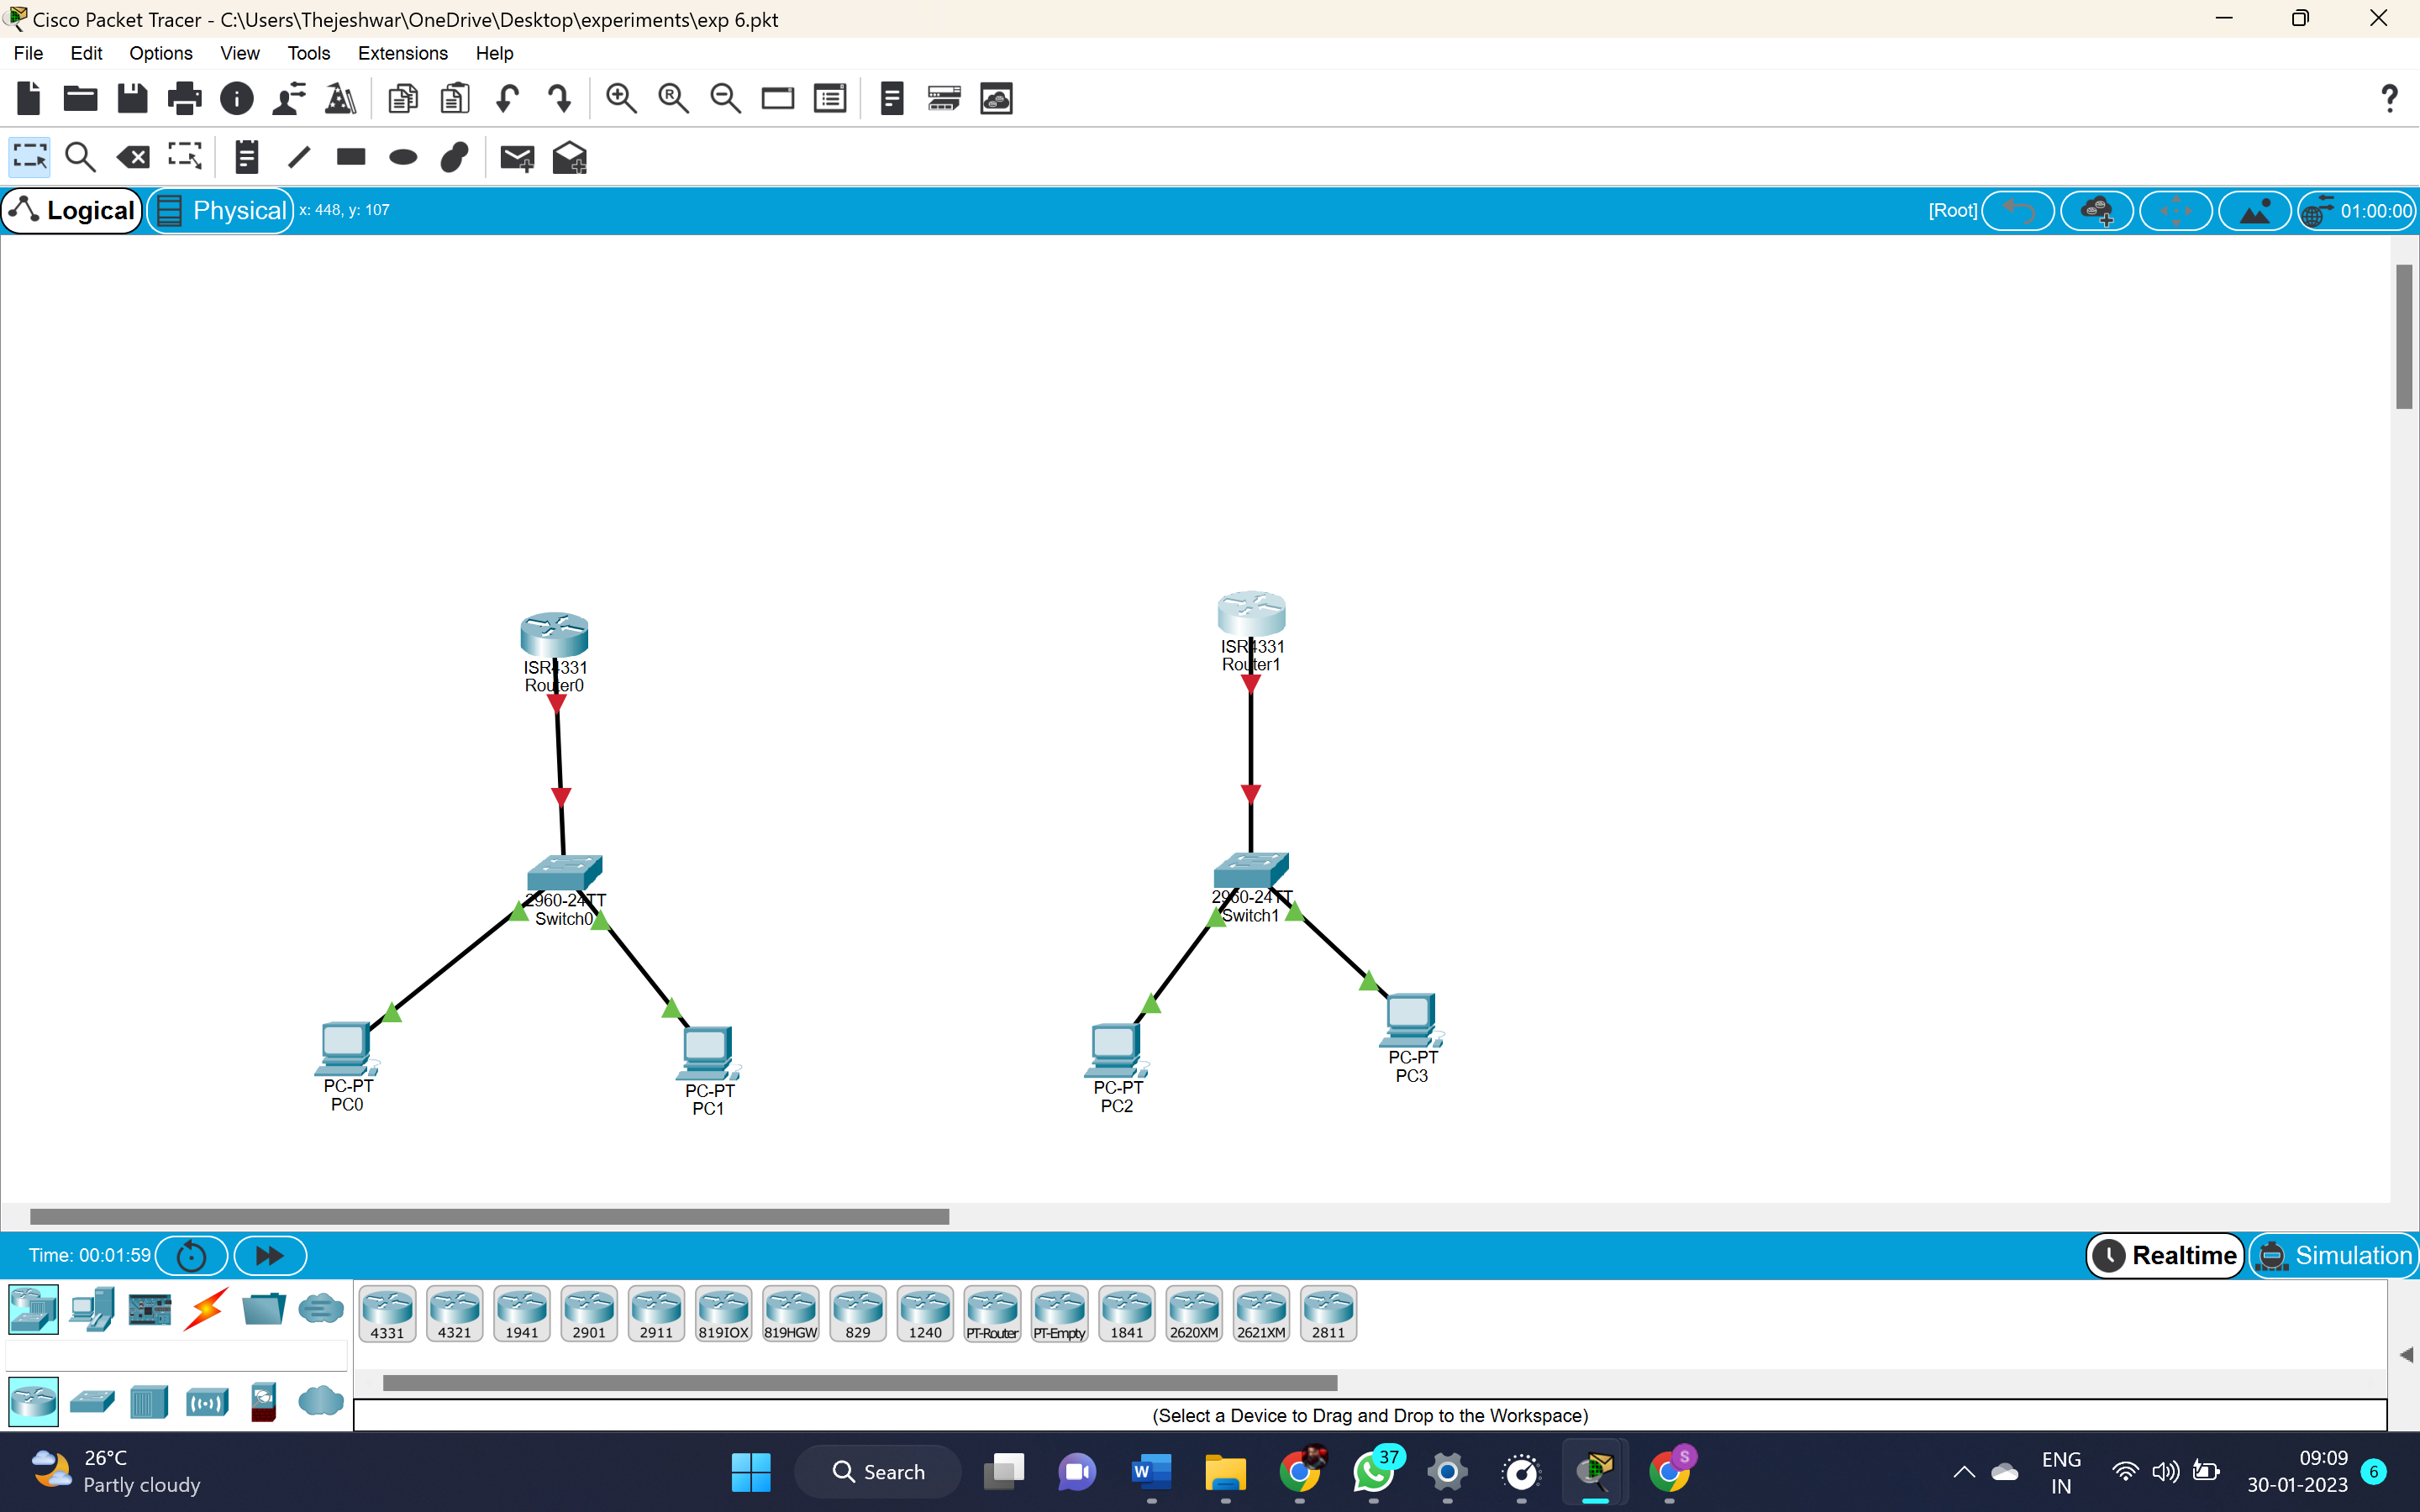 Cisco Packet Tracer - C:\Users\Thejeshwar\OneDrive\Desktop\experiments\exp 6.pkt
File Edit Options View Tools Extensions Help
Logical Physical x: 448, y: 107 [Root] 01:00:00
ISR4331
Router0
ISR4331
Router1
2960-24TT
Switch0
2960-24TT
Switch1
PC-PT
PC0
PC-PT
PC1
PC-PT
PC2
PC-PT
PC3
Time: 00:01:59 Realtime Simulation
4331 4321 1941 2901 2911 819IOX 819HGW 829 1240 PT-Router PT-Empty 1841 2620XM 2621XM 2811
(Select a Device to Drag and Drop to the Workspace)
26°C
Partly cloudy
Search
W
37
S
ENG
IN
09:09
30-01-2023
6